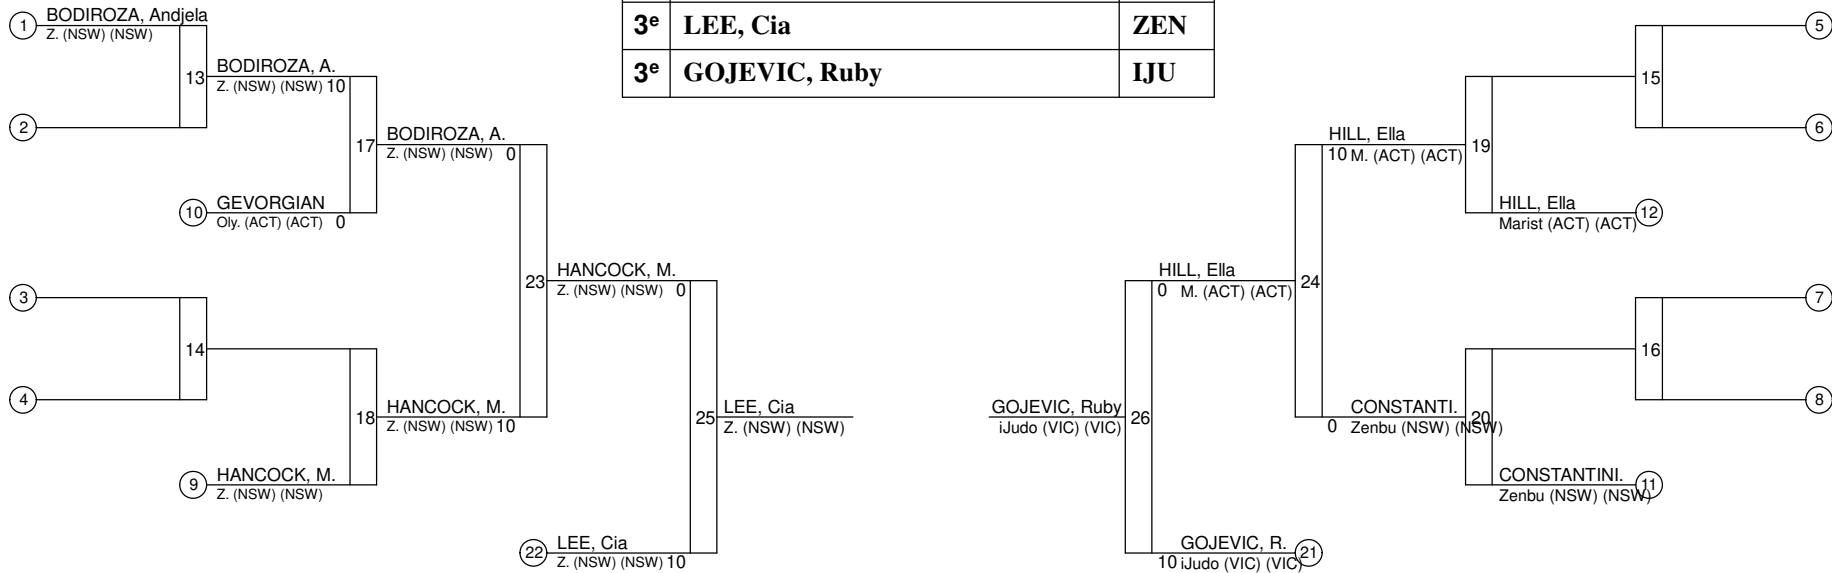 3e LEE, Cia ZEN
3e GOJEVIC, Ruby IJU
1 BODIROZA, Andjela
Z. (NSW) (NSW)
13
BODIROZA, A.
Z. (NSW) (NSW) 10
2
17
BODIROZA, A.
Z. (NSW) (NSW) 0
10 GEVORGIAN
Oly. (ACT) (ACT) 0
23
HANCOCK, M.
Z. (NSW) (NSW) 0
3
14
4
18
HANCOCK, M.
Z. (NSW) (NSW) 10
9 HANCOCK, M.
Z. (NSW) (NSW)
25
LEE, Cia
Z. (NSW) (NSW)
22 LEE, Cia
Z. (NSW) (NSW) 10
5
15
6
HILL, Ella
10 M. (ACT) (ACT)
19
HILL, Ella
Marist (ACT) (ACT) 12
HILL, Ella
0 M. (ACT) (ACT)
24
7
16
8
CONSTANTI.
0 Zenbu (NSW) (NSW)
20
CONSTANTINI.
Zenbu (NSW) (NSW) 11
GOJEVIC, Ruby
iJudo (VIC) (VIC)
26
GOJEVIC, R.
10 iJudo (VIC) (VIC) 21